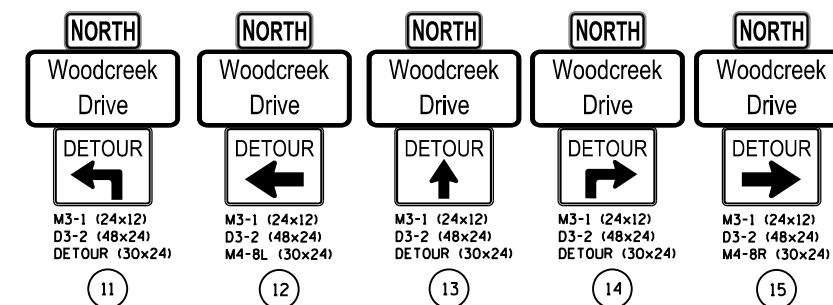 NORTH
Woodcreek
Drive
DETOUR
M3-1 (24x12)
D3-2 (48x24)
DETOUR (30x24)
11
NORTH
Woodcreek
Drive
DETOUR
M3-1 (24x12)
D3-2 (48x24)
M4-8L (30x24)
12
NORTH
Woodcreek
Drive
DETOUR
M3-1 (24x12)
D3-2 (48x24)
DETOUR (30x24)
13
NORTH
Woodcreek
Drive
DETOUR
M3-1 (24x12)
D3-2 (48x24)
DETOUR (30x24)
14
NORTH
Woodcreek
Drive
DETOUR
M3-1 (24x12)
D3-2 (48x24)
M4-8R (30x24)
15